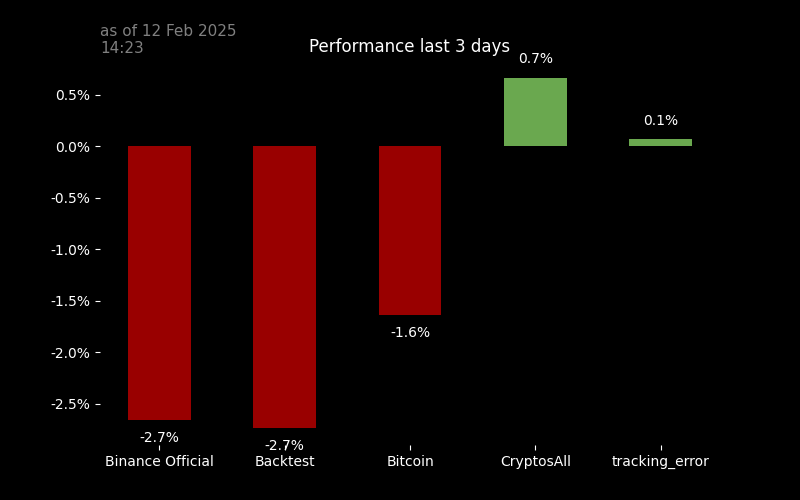 as of 12 Feb 2025
14:23
Performance last 3 days
0.7%
0.1%
0.5%
0.0%
-0.5%
-1.0%
-1.5%
-2.0%
-2.5%
-1.6%
-2.7%
-2.7%
Binance Official
Backtest
Bitcoin
CryptosAll
tracking_error